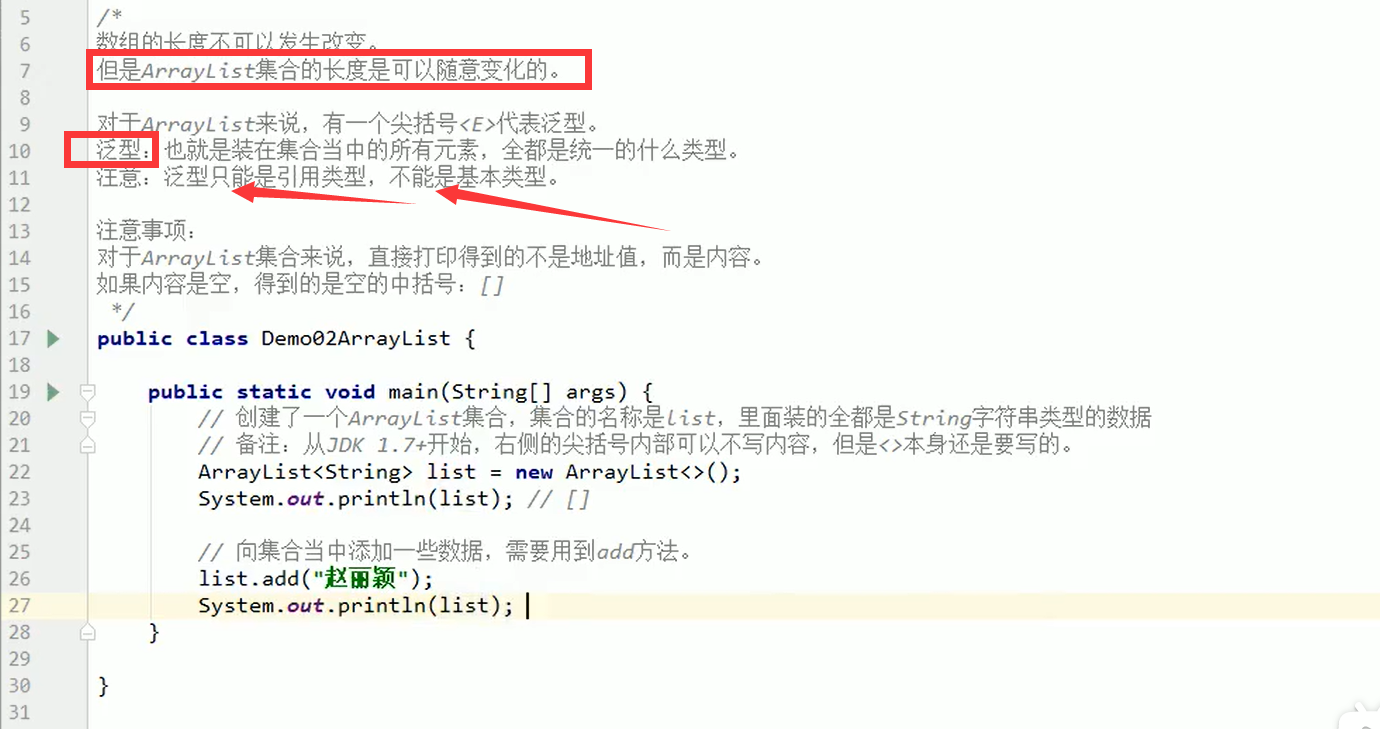 5 /*
6 数组的长度不可以发生改变。
7 但是ArrayList集合的长度是可以随意变化的。
8
9 对于ArrayList来说，有一个尖括号<E>代表泛型。
10 泛型：也就是装在集合当中的所有元素，全都是统一的什么类型。
11 注意：泛型只能是引用类型，不能是基本类型。
12
13 注意事项：
14 对于ArrayList集合来说，直接打印得到的不是地址值，而是内容。
15 如果内容是空，得到的是空的中括号：[]
16 */
17 public class Demo02ArrayList {
18
19 public static void main(String[] args) {
20 // 创建了一个ArrayList集合，集合的名称是list，里面装的全都是String字符串类型的数据
21 // 备注：从JDK 1.7+开始，右侧的尖括号内部可以不写内容，但是<>本身还是要写的。
22 ArrayList<String> list = new ArrayList<>();
23 System.out.println(list); // []
24
25 // 向集合当中添加一些数据，需要用到add方法。
26 list.add("赵丽颖");
27 System.out.println(list);
28 }
29
30 }
31